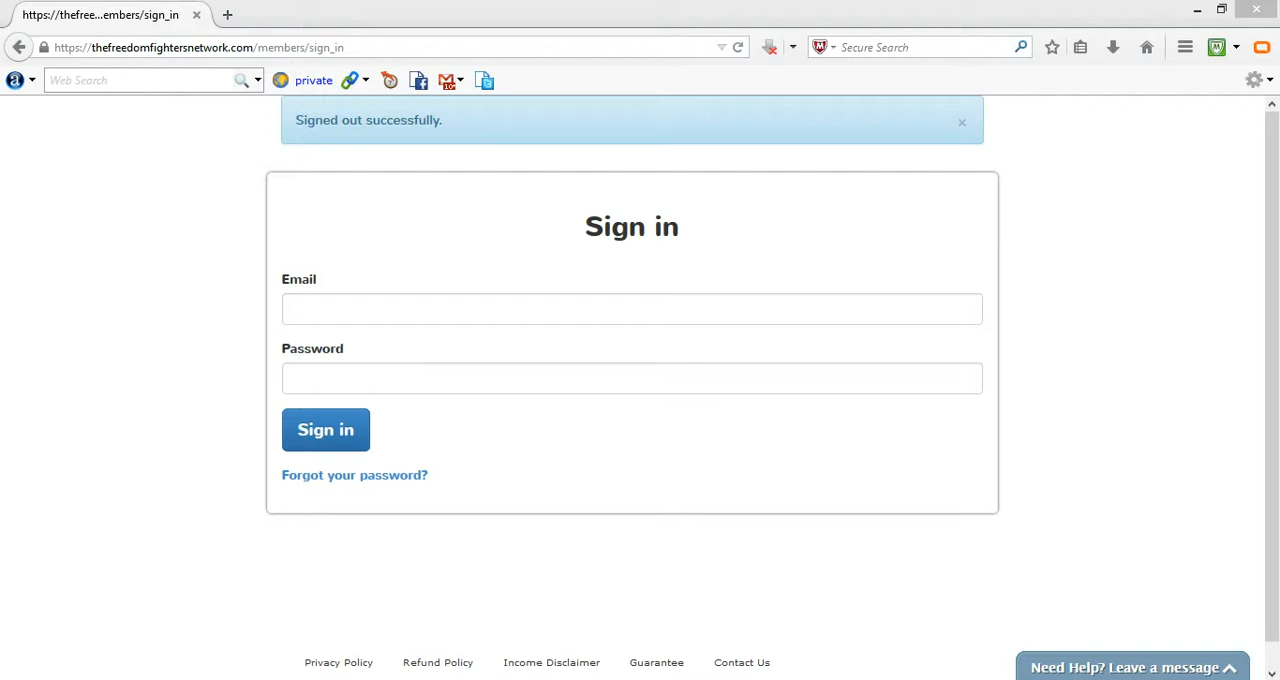 https://thefree...embers/sign_in
https://thefreedomfightersnetwork.com/members/sign_in
Secure Search
Web Search
private
Signed out successfully.
Sign in
Email
Password
Sign in
Forgot your password?
Privacy Policy Refund Policy Income Disclaimer Guarantee Contact Us
Need Help? Leave a message